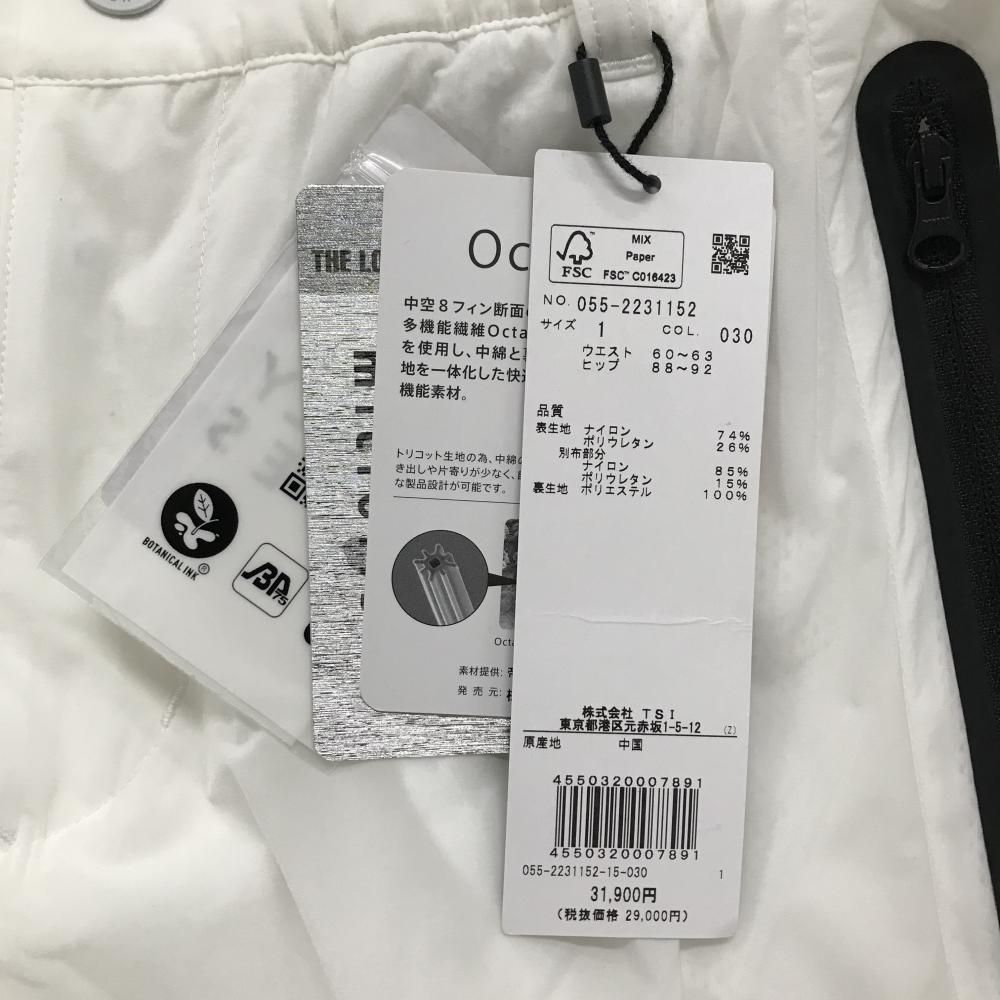 MIX
Paper
FSC
FSC™ C016423
NO. 055-2231152
サイズ 1 COL. 030
ウエスト 60～63
ヒップ 88～92
品質
表生地 ナイロン 74%
ポリウレタン 26%
別布部分
ナイロン 85%
ポリウレタン 15%
裏生地 ポリエステル 100%
株式会社 TSI
東京都港区元赤坂1-5-12 (Z)
原産地 中国
4550320007891
4550320007891
055-2231152-15-030 1
31,900円
(税抜価格 29,000円)
Oc
中空8フィン断面
多機能繊維Octa
を使用し、中綿と
地を一体化した快
機能素材。
トリコット生地の為、中綿の
き出しや片寄りが少なく、
な製品設計が可能です。
Octa
素材提供:
発売元:
THE LO
BOTANICAL INK®
BP
75